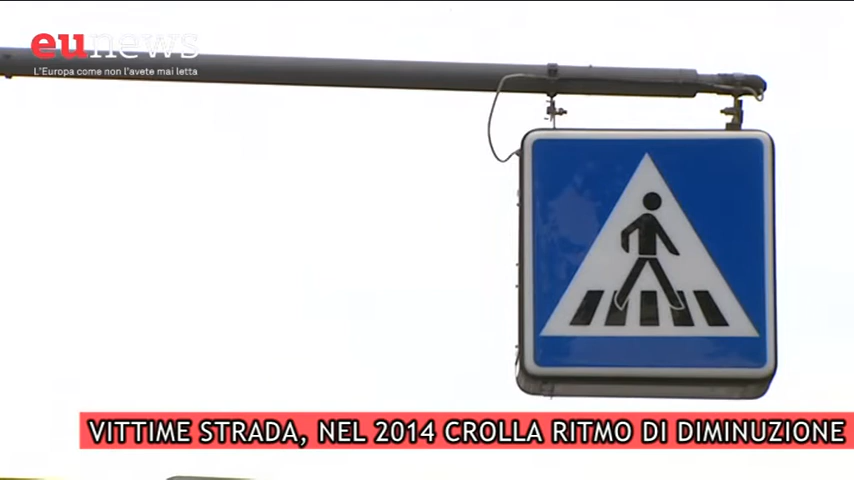 eunews
L'Europa come non l'avete mai letta
VITTIME STRADA, NEL 2014 CROLLA RITMO DI DIMINUZIONE